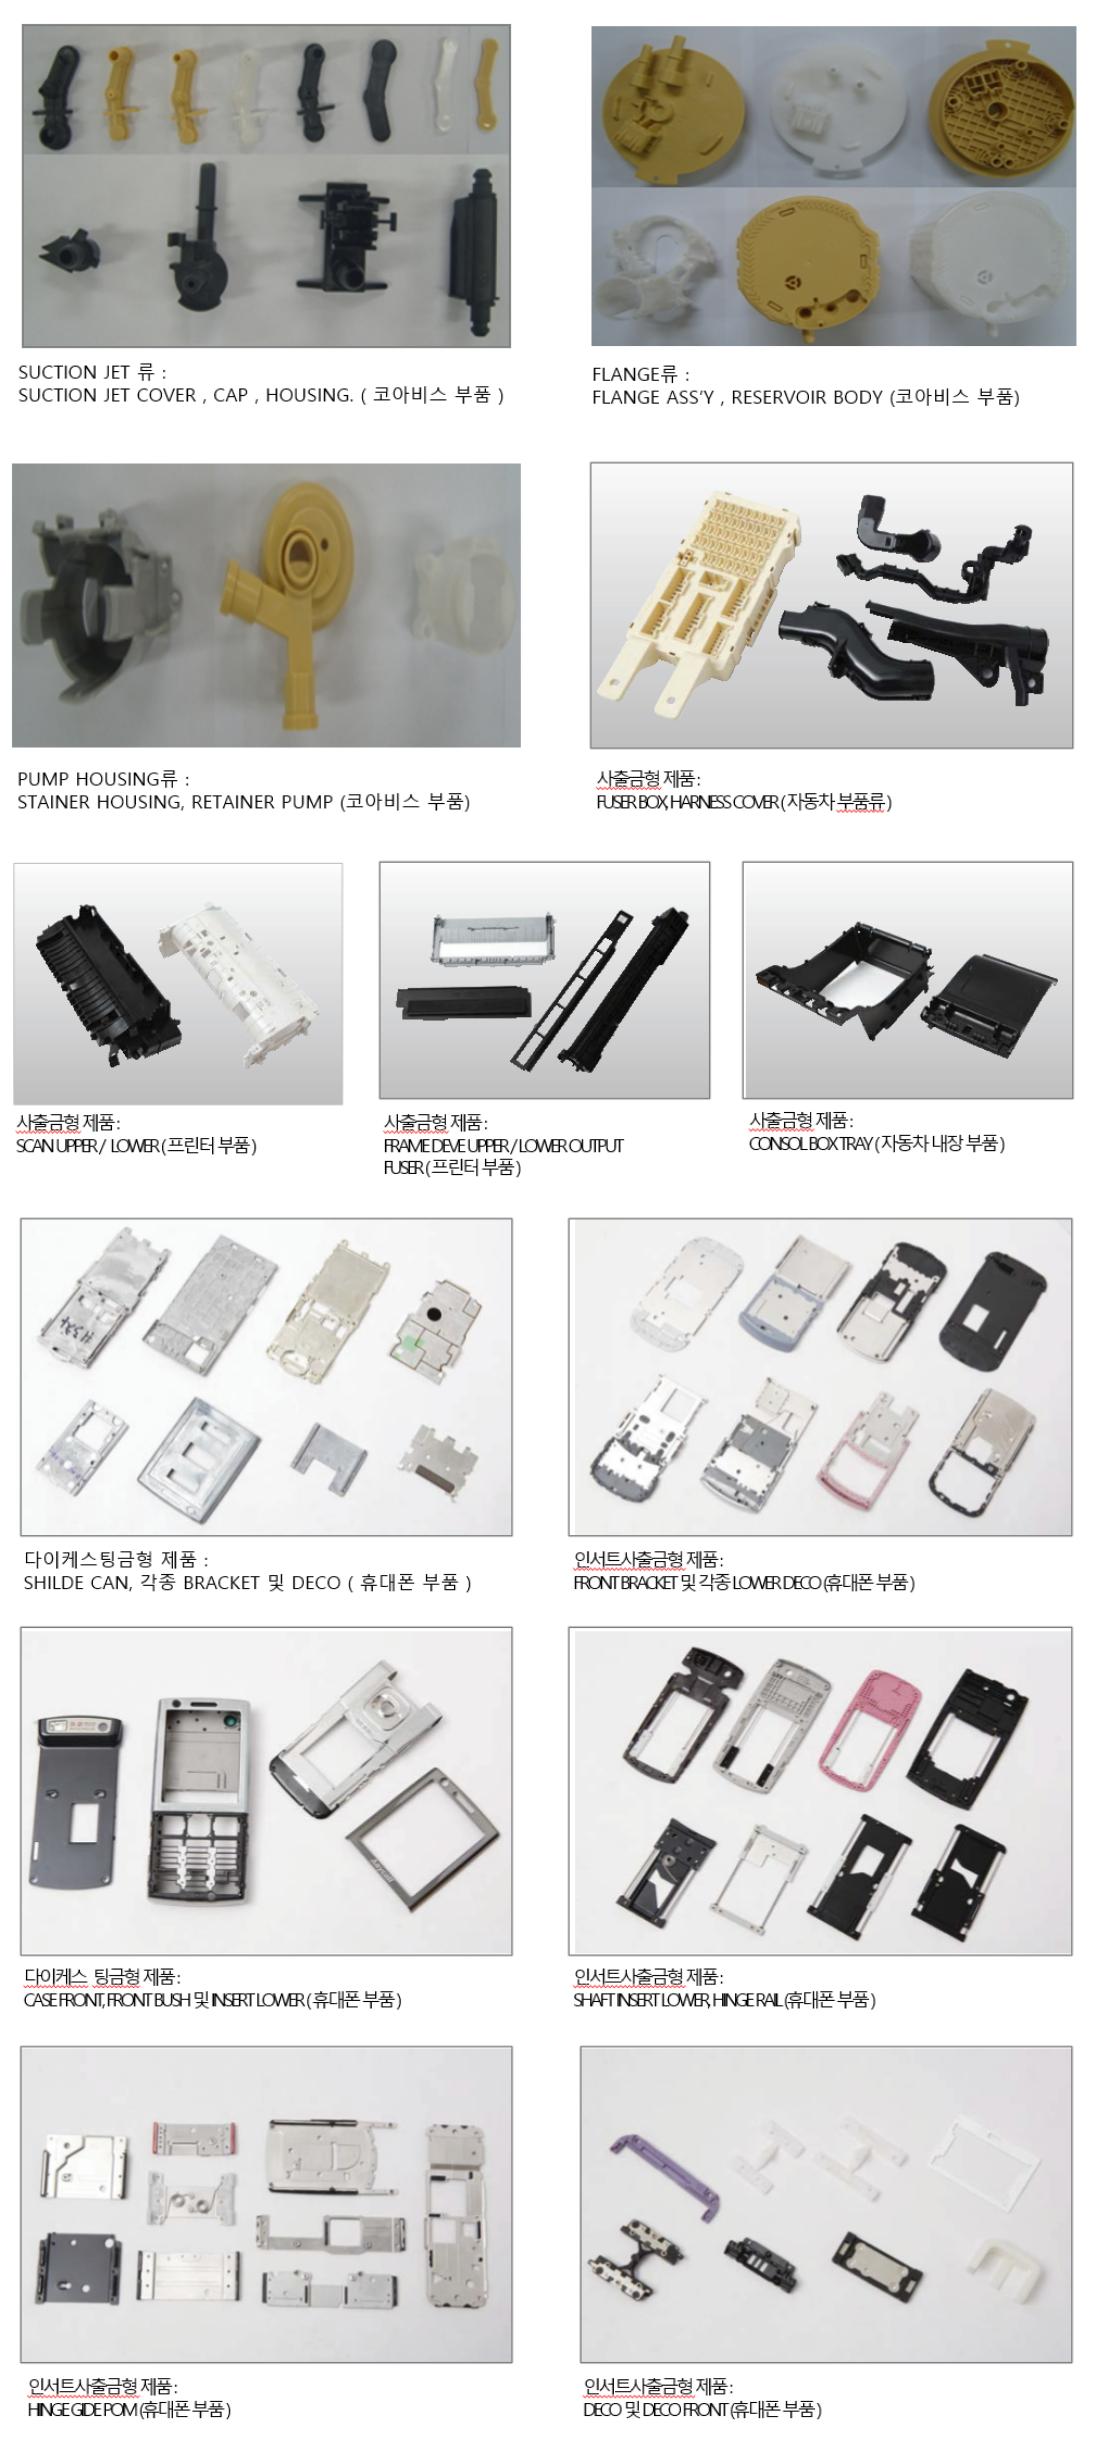 SUCTION JET 류 :
SUCTION JET COVER , CAP , HOUSING. ( 코아비스 부품 )
FLANGE류 :
FLANGE ASS'Y , RESERVOIR BODY (코아비스 부품)
PUMP HOUSING류 :
STAINER HOUSING, RETAINER PUMP (코아비스 부품)
사출금형 제품 :
FUSER BOX, HARNESS COVER ( 자동차 부품류 )
사출금형 제품 :
SCAN UPPER / LOWER ( 프린터 부품 )
사출금형 제품 :
FRAME DEVE UPPER / LOWER OUTPUT
FUSER ( 프린터 부품 )
사출금형 제품 :
CONSOL BOX TRAY ( 자동차 내장 부품 )
다이케스팅금형 제품 :
SHILDE CAN, 각종 BRACKET 및 DECO ( 휴대폰 부품 )
인서트사출금형 제품 :
FRONT BRACKET 및 각종 LOWER DECO (휴대폰 부품 )
다이케스 팅금형 제품 :
CASE FRONT, FRONT BUSH 및 INSERT LOWER ( 휴대폰 부품 )
인서트사출금형 제품 :
SHAFT INSERT LOWER, HINGE RAIL (휴대폰 부품 )
인서트사출금형 제품 :
HINGE GIDE POM (휴대폰 부품 )
인서트사출금형 제품 :
DECO 및 DECO FRONT (휴대폰 부품 )